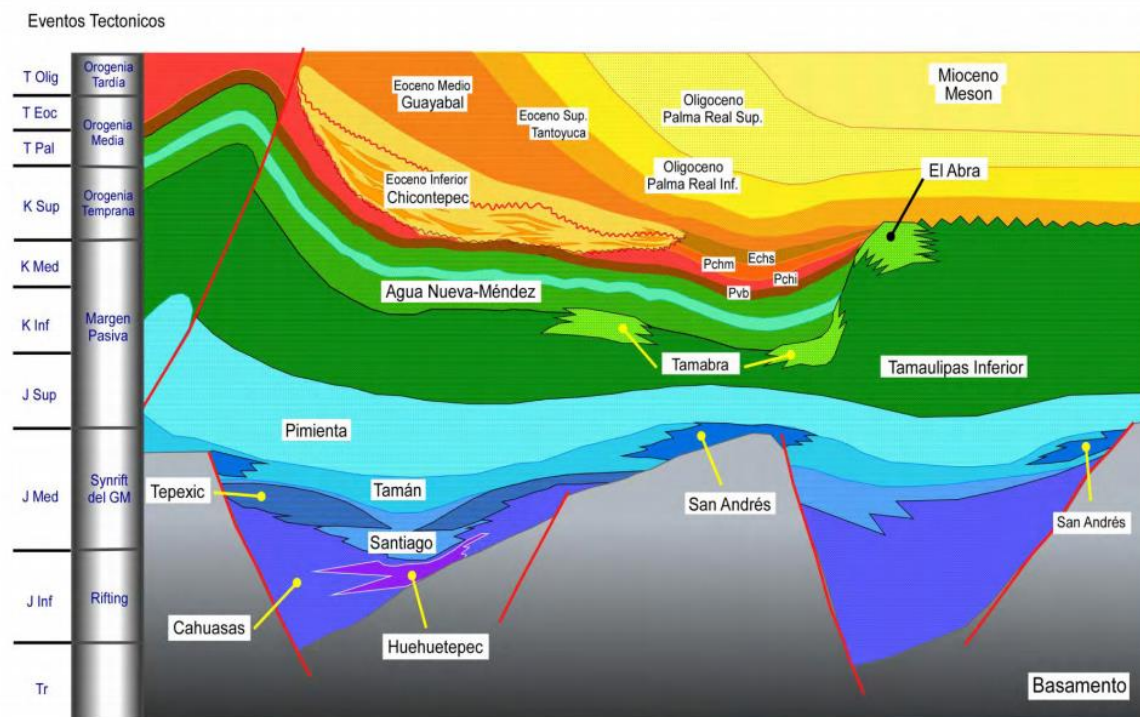 Eventos Tectonicos
T Olig
T Eoc
T Pal
K Sup
K Med
K Inf
J Sup
J Med
J Inf
Tr
Orogenia
Tardía
Orogenia
Media
Orogenia
Temprana
Margen
Pasiva
Synrift
del GM
Rifting
Eoceno Medio
Guayabal
Eoceno Sup.
Tantoyuca
Oligoceno
Palma Real Sup.
Mioceno
Meson
Oligoceno
Palma Real Inf.
El Abra
Eoceno Inferior
Chicontepec
Pchm
Echs
Pchi
Pvb
Agua Nueva-Méndez
Tamabra
Tamaulipas Inferior
Pimienta
Tepexic
Tamán
San Andrés
San Andrés
Santiago
Cahuasas
Huehuetepec
Basamento